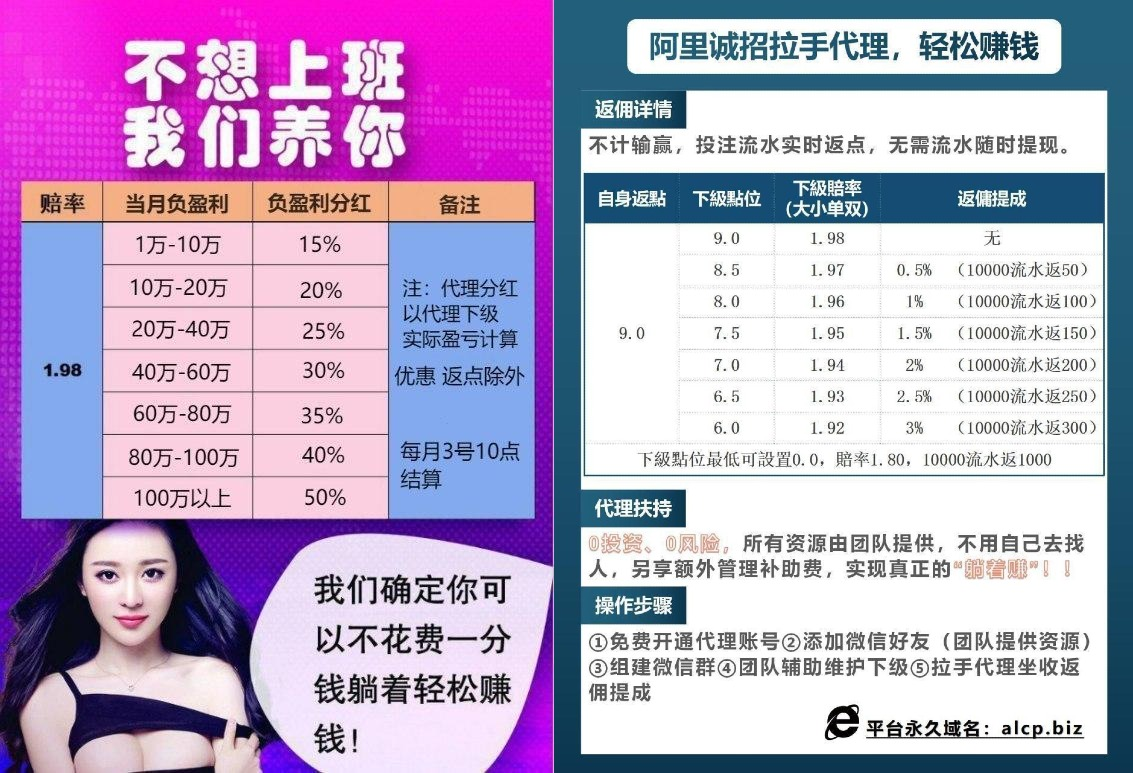 不想上班
我们养你
赔率 当月负盈利 负盈利分红 备注
1.98
1万-10万 15%
10万-20万 20%
20万-40万 25%
40万-60万 30%
60万-80万 35%
80万-100万 40%
100万以上 50%
注：代理分红
以代理下级
实际盈亏计算
优惠 返点除外
每月3号10点
结算
我们确定你可
以不花费一分
钱躺着轻松赚
钱!
阿里诚招拉手代理，轻松赚钱
返佣详情
不计输赢，投注流水实时返点，无需流水随时提现。
自身返點 下級點位 下級賠率 返傭提成
(大小单双)
9.0
9.0 1.98 无
8.5 1.97 0.5% （10000流水返50）
8.0 1.96 1% （10000流水返100）
7.5 1.95 1.5% （10000流水返150）
7.0 1.94 2% （10000流水返200）
6.5 1.93 2.5% （10000流水返250）
6.0 1.92 3% （10000流水返300）
下級點位最低可設置0.0，賠率1.80，10000流水返1000
代理扶持
0投资、0风险，所有资源由团队提供，不用自己去找
人，另享额外管理补助费，实现真正的“躺着赚”！！
操作步骤
①免费开通代理账号②添加微信好友（团队提供资源）
③组建微信群④团队辅助维护下级⑤拉手代理坐收返
佣提成
平台永久域名：alcp.biz